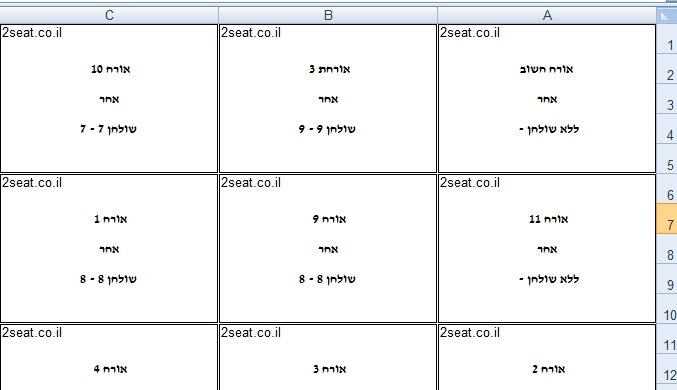 A B C
1
2seat.co.il 2seat.co.il 2seat.co.il
2
אורח חשוב
אורחת 3
אורח 10
3
אחר
אחר
אחר
4
ללא שולחן -
שולחן 9 - 9
שולחן 7 - 7
5
6
2seat.co.il 2seat.co.il 2seat.co.il
7
אורח 11
אורח 9
אורח 1
8
אחר
אחר
אחר
9
ללא שולחן -
שולחן 8 - 8
שולחן 8 - 8
10
11
2seat.co.il 2seat.co.il 2seat.co.il
12
אורח 2
אורח 3
אורח 4